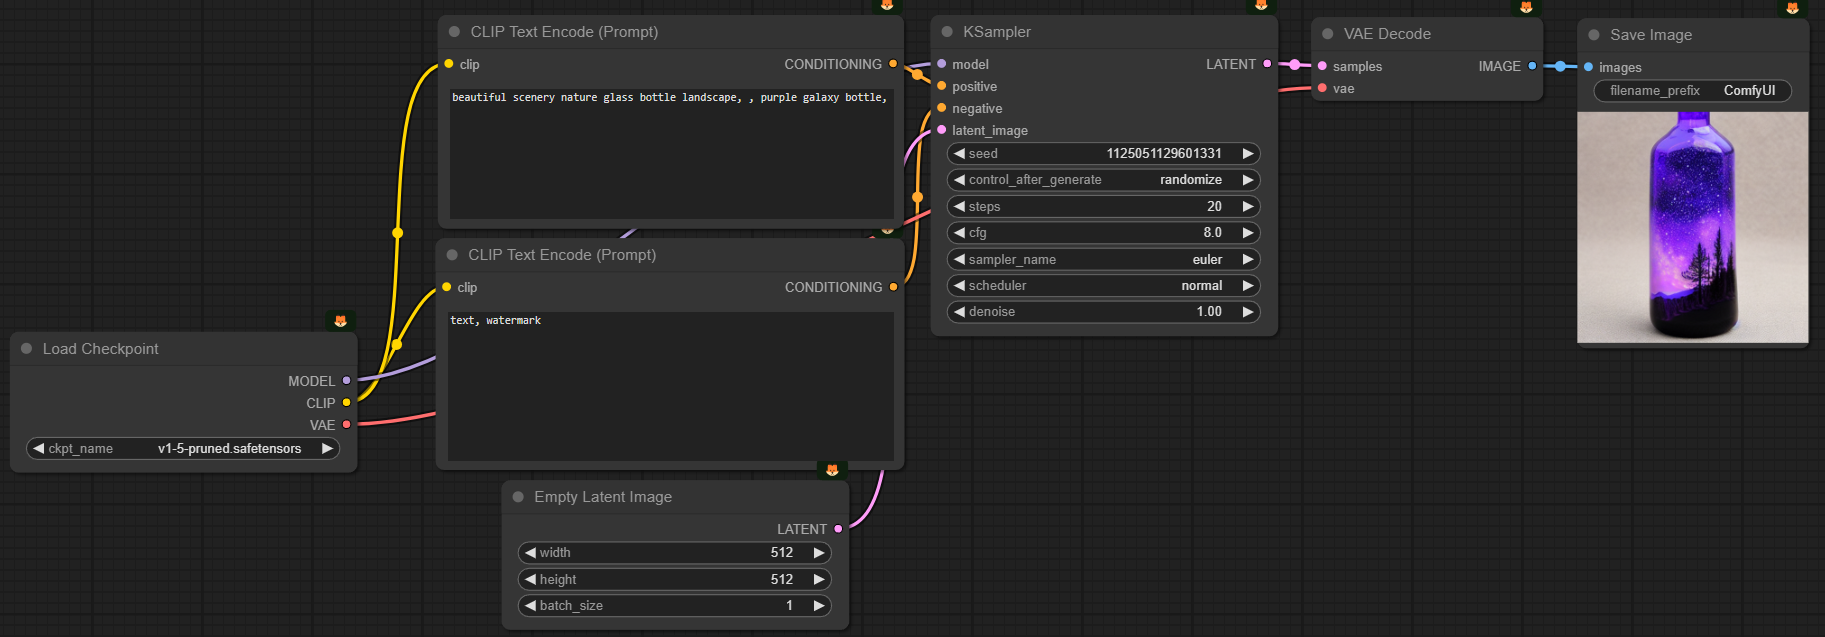 CLIP Text Encode (Prompt)
clip
CONDITIONING
beautiful scenery nature glass bottle landscape, , purple galaxy bottle,
CLIP Text Encode (Prompt)
clip
CONDITIONING
text, watermark
Load Checkpoint
MODEL
CLIP
VAE
ckpt_name v1-5-pruned.safetensors
Empty Latent Image
LATENT
width 512
height 512
batch_size 1
KSampler
model LATENT
positive
negative
latent_image
seed 1125051129601331
control_after_generate randomize
steps 20
cfg 8.0
sampler_name euler
scheduler normal
denoise 1.00
VAE Decode
samples IMAGE
vae
Save Image
images
filename_prefix ComfyUI